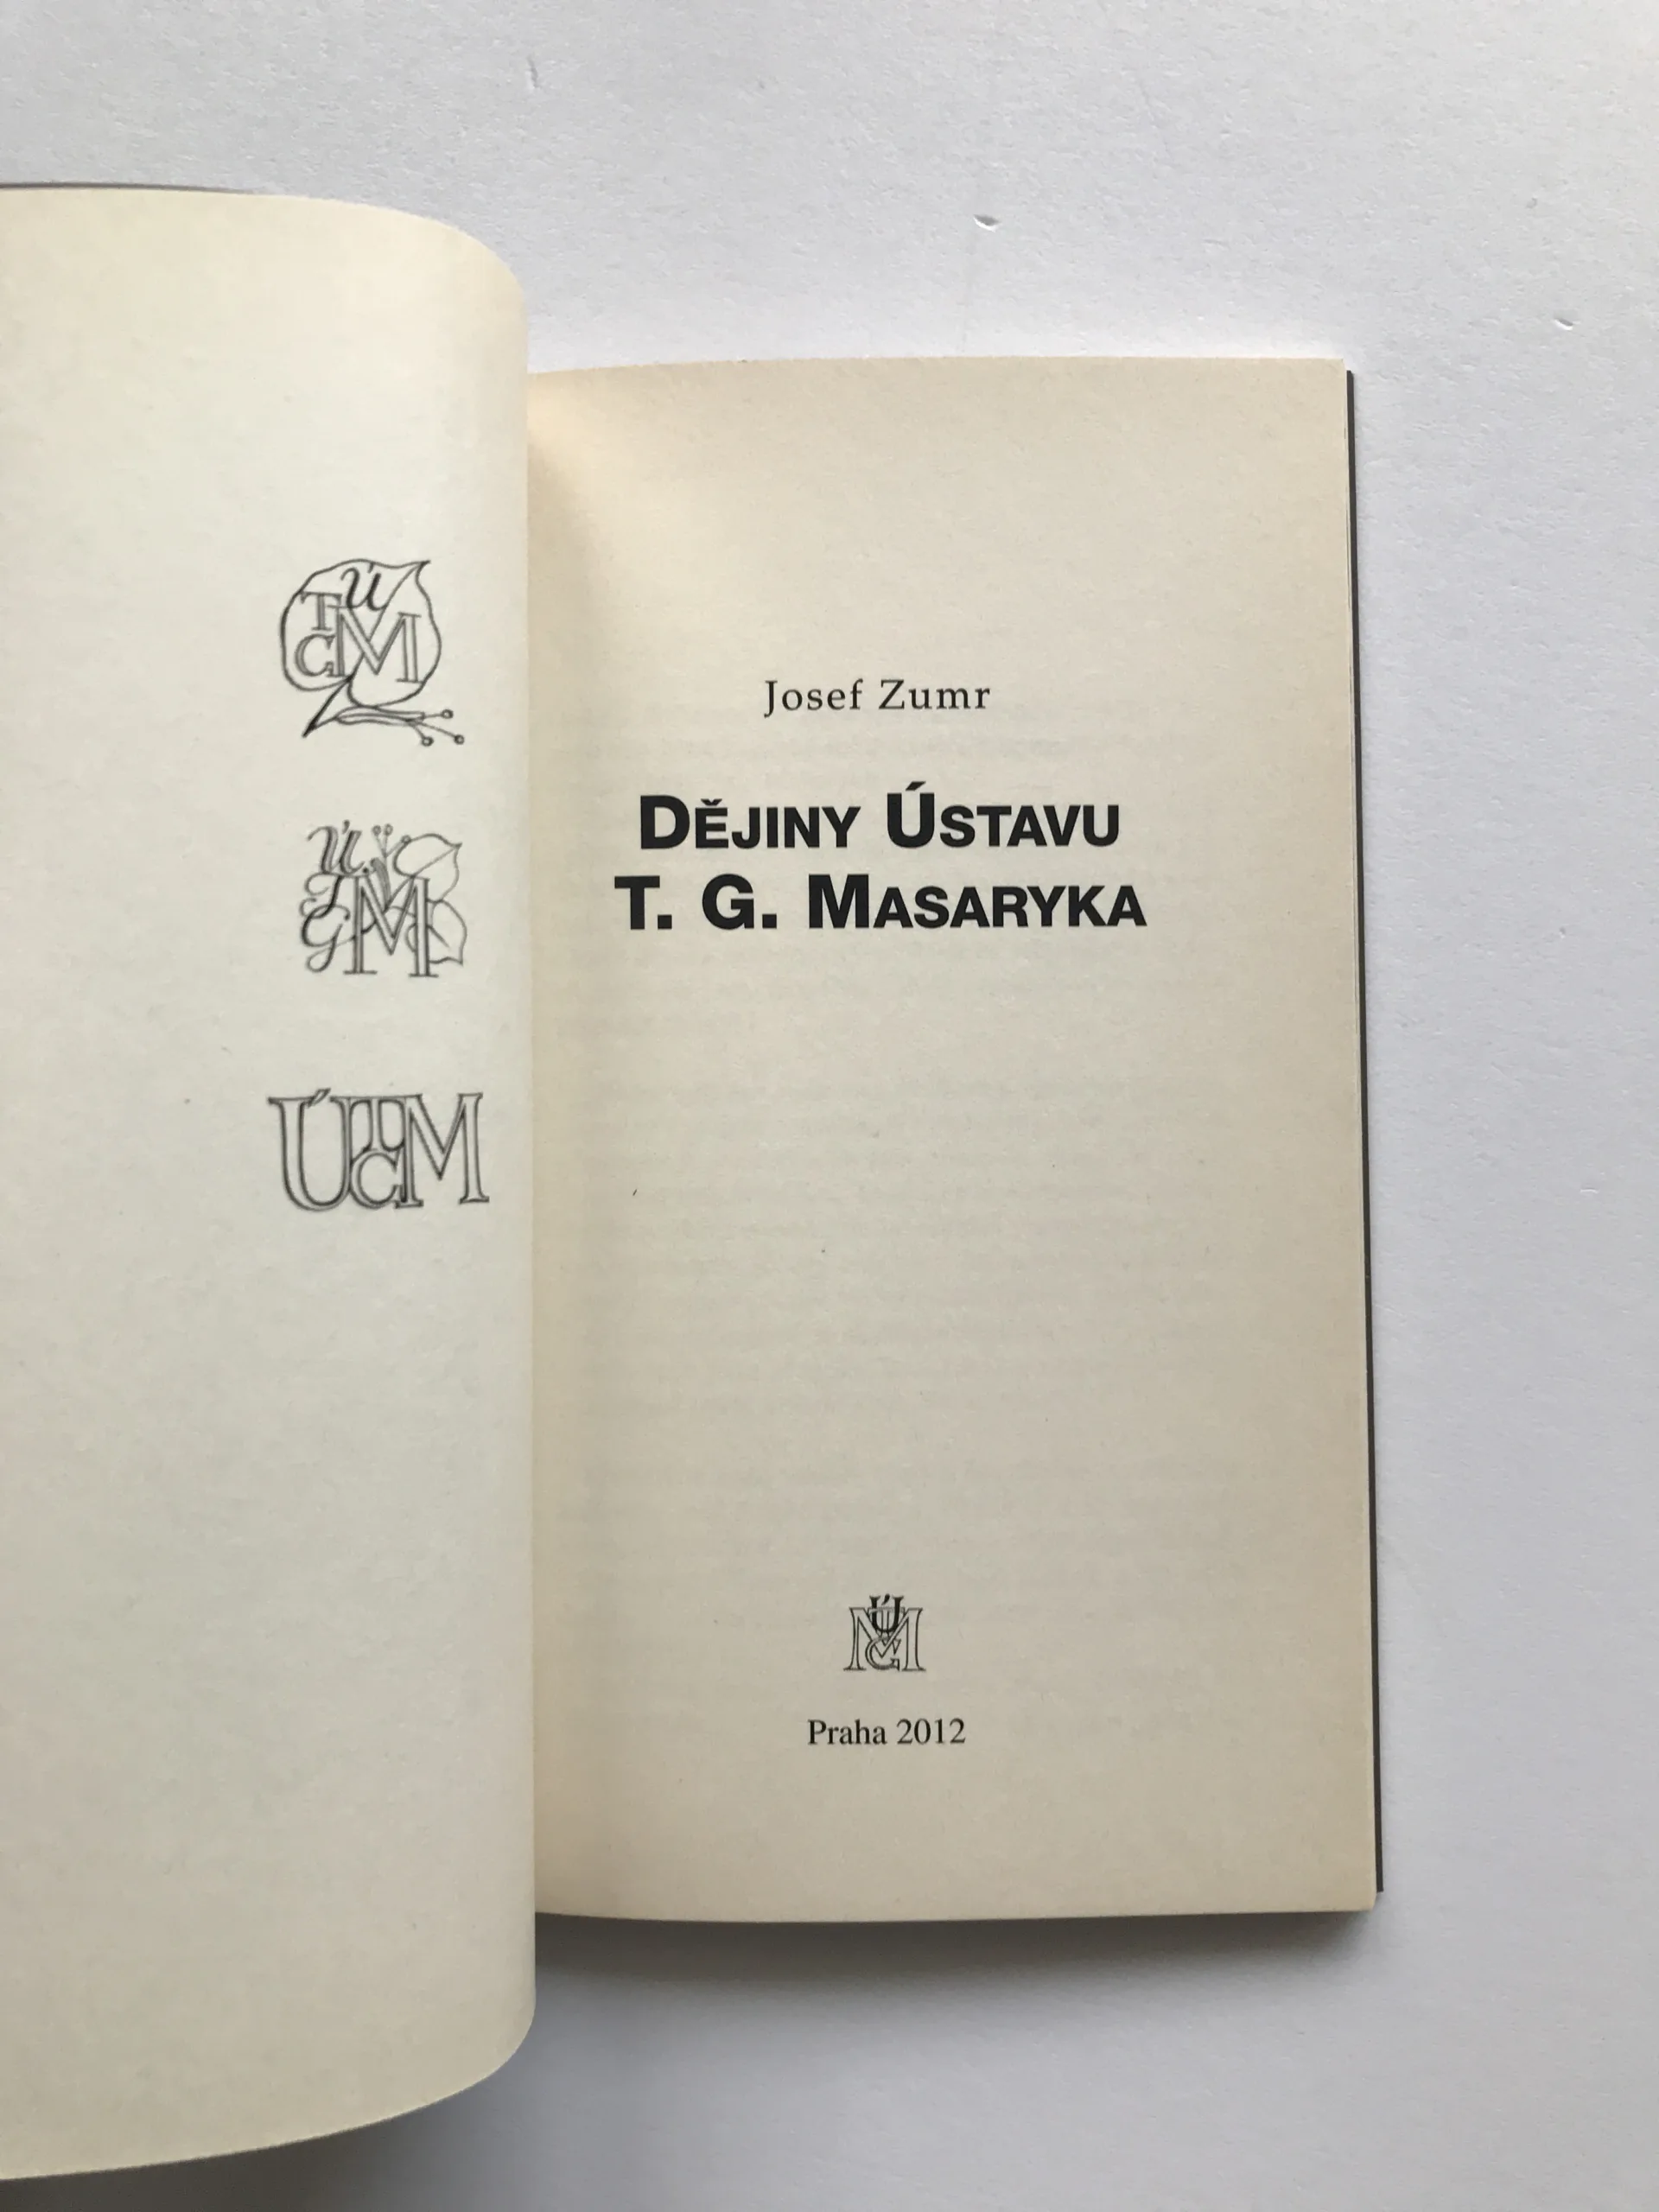 Josef Zumr
DĚJINY ÚSTAVU
T. G. MASARYKA
Praha 2012